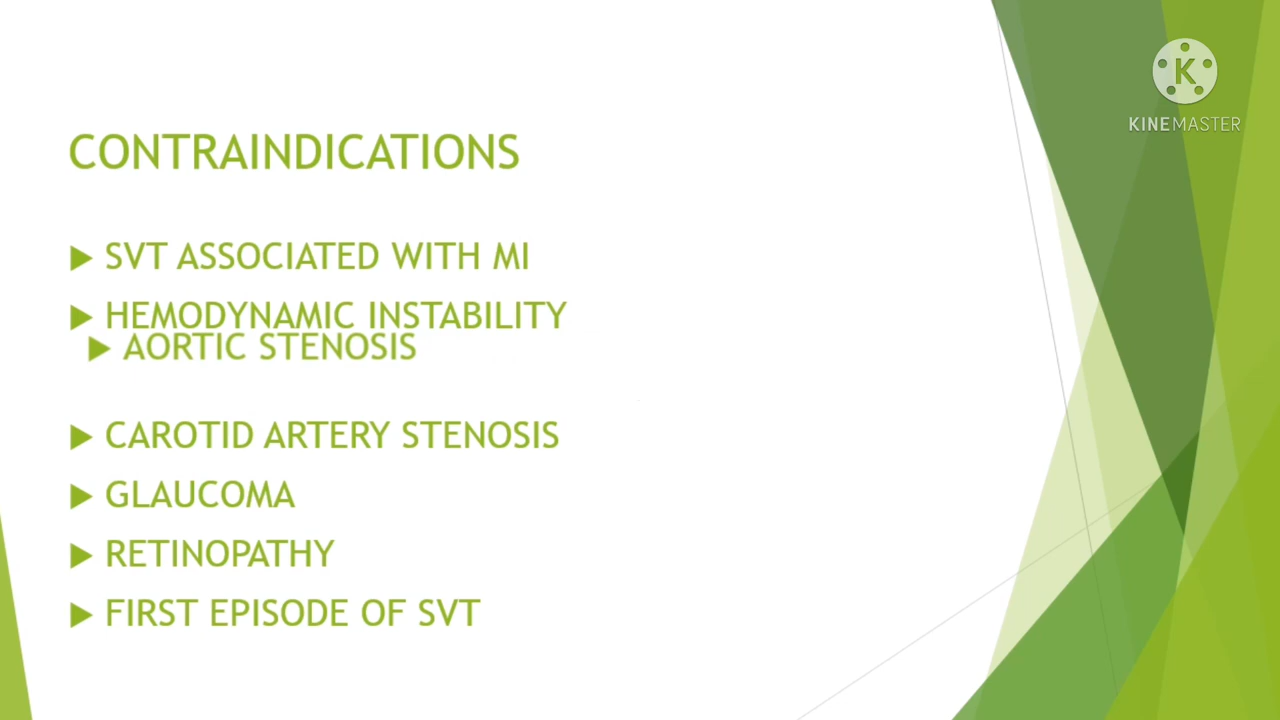 CONTRAINDICATIONS
SVT ASSOCIATED WITH MI
HEMODYNAMIC INSTABILITY
AORTIC STENOSIS
CAROTID ARTERY STENOSIS
GLAUCOMA
RETINOPATHY
FIRST EPISODE OF SVT
K
KINEMASTER